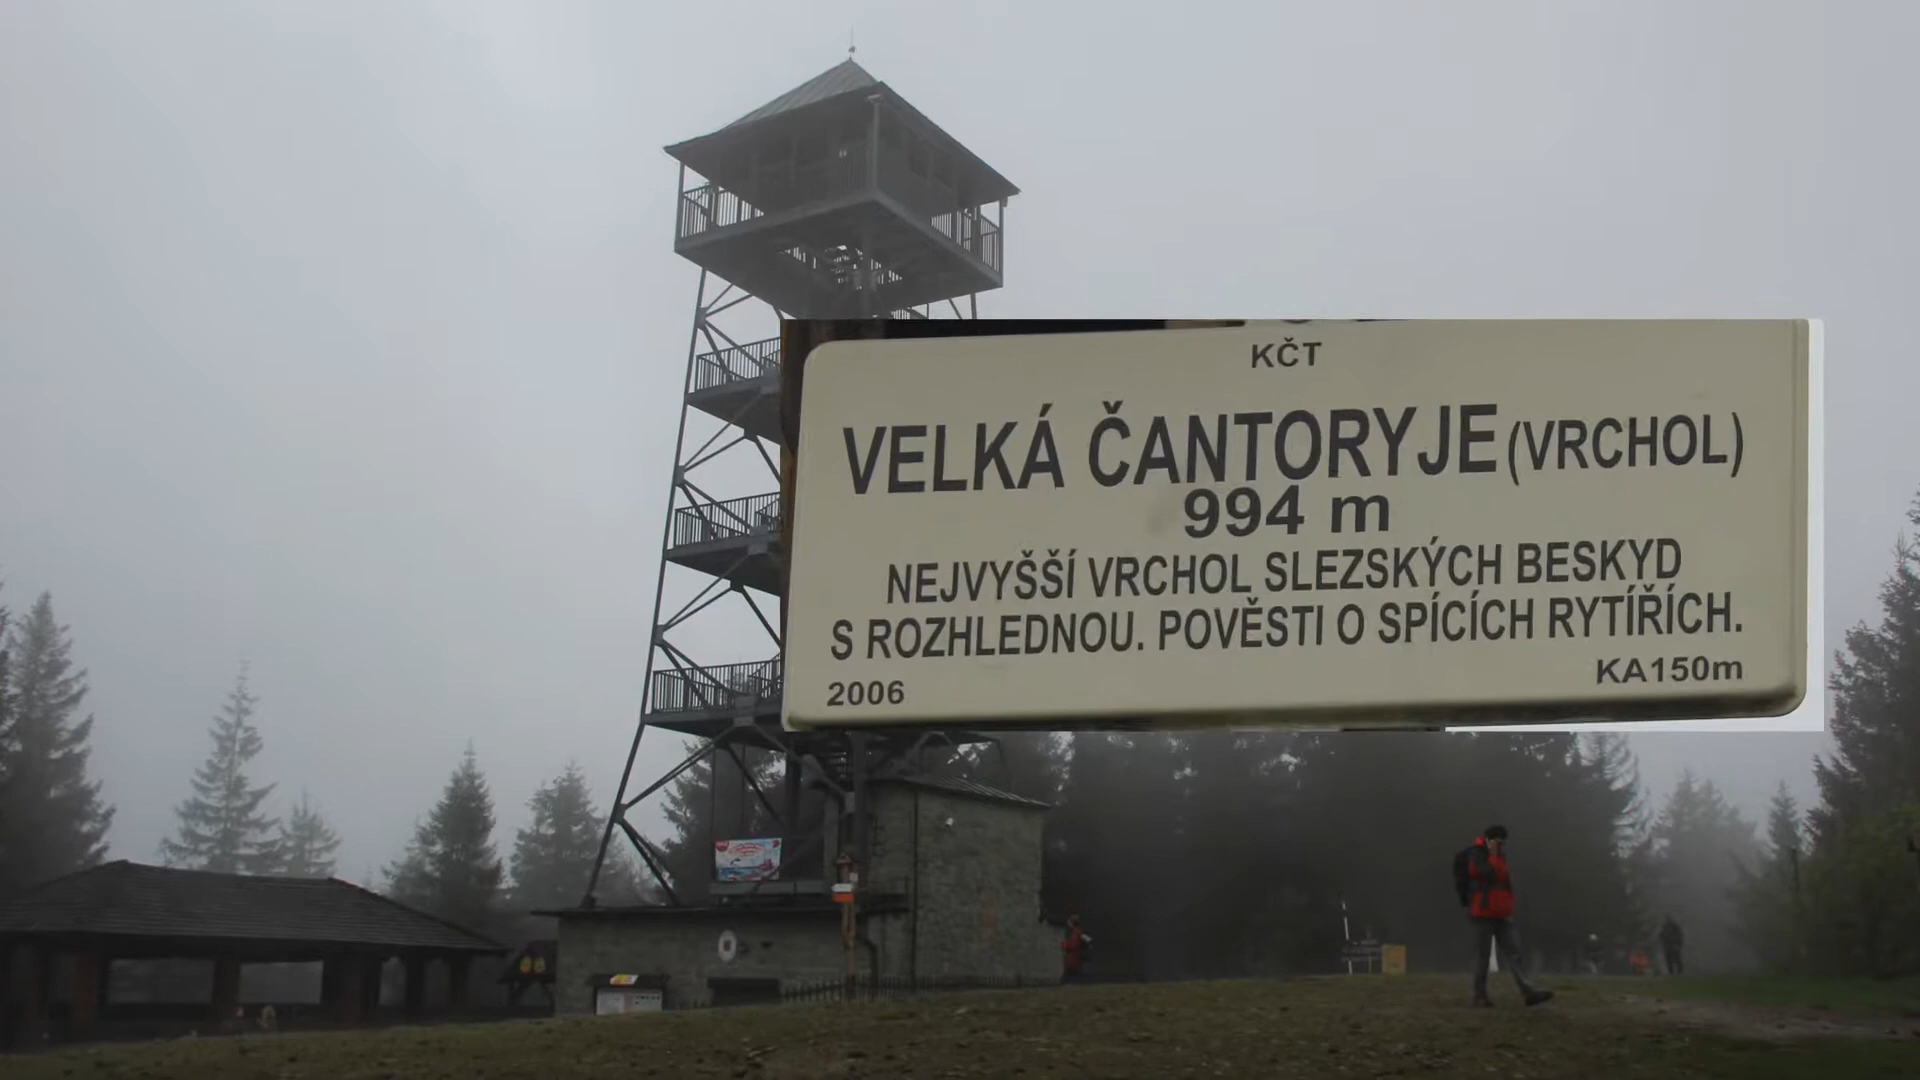 KČT
VELKÁ ČANTORYJE (VRCHOL)
994 m
NEJVYŠŠÍ VRCHOL SLEZSKÝCH BESKYD
S ROZHLEDNOU. POVĚSTI O SPÍCÍCH RYTÍŘÍCH.
2006 KA150m